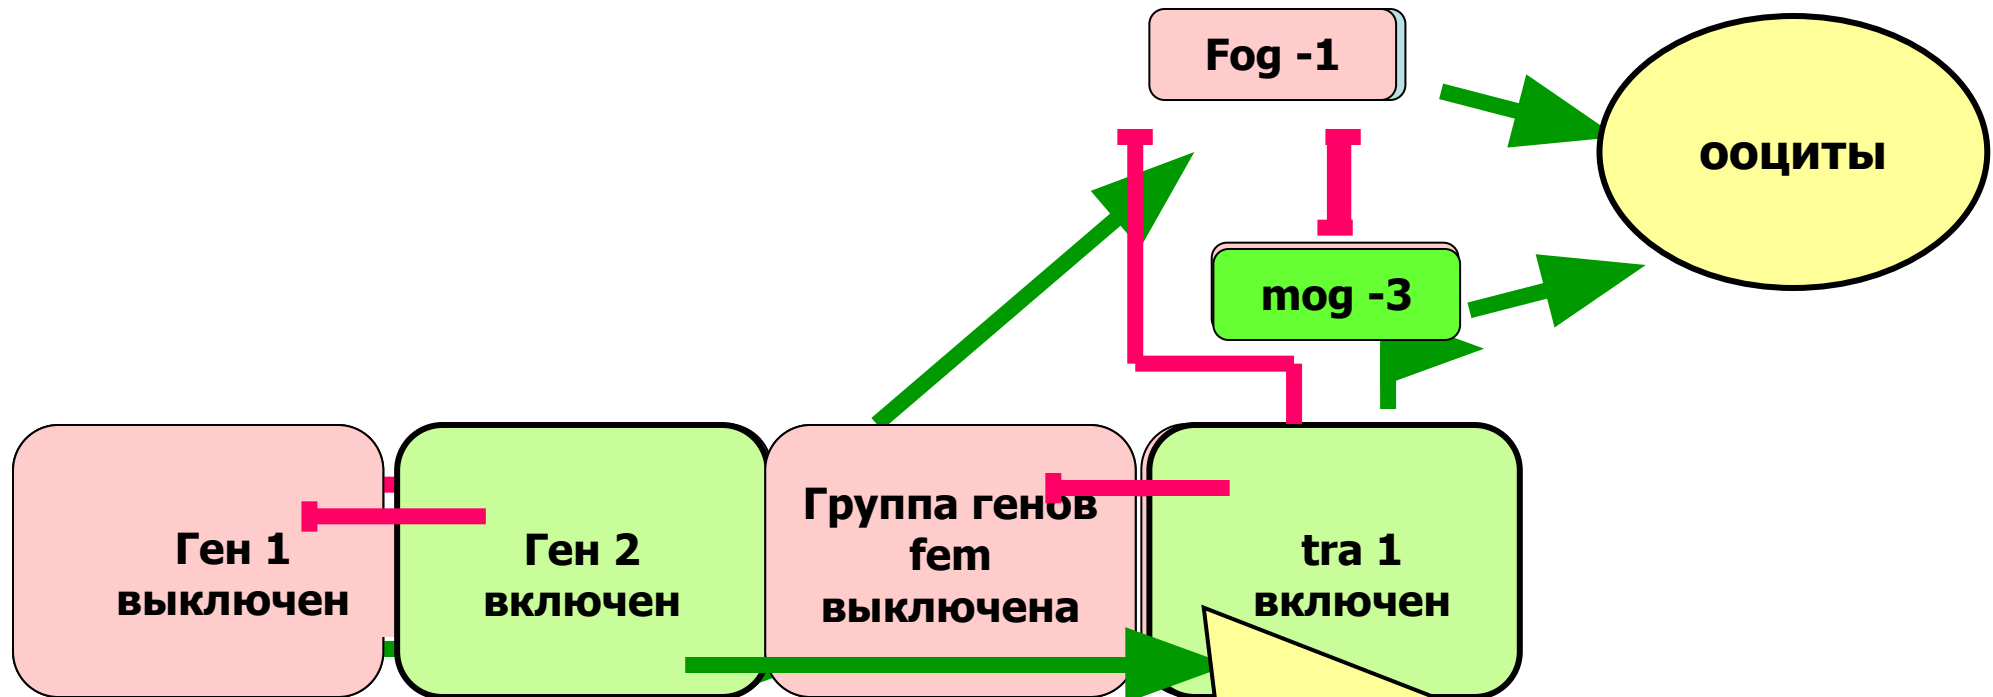 Fog -1
ооциты
mog -3
Ген 1
выключен
Ген 2
включен
Группа генов
fem
выключена
tra 1
включен